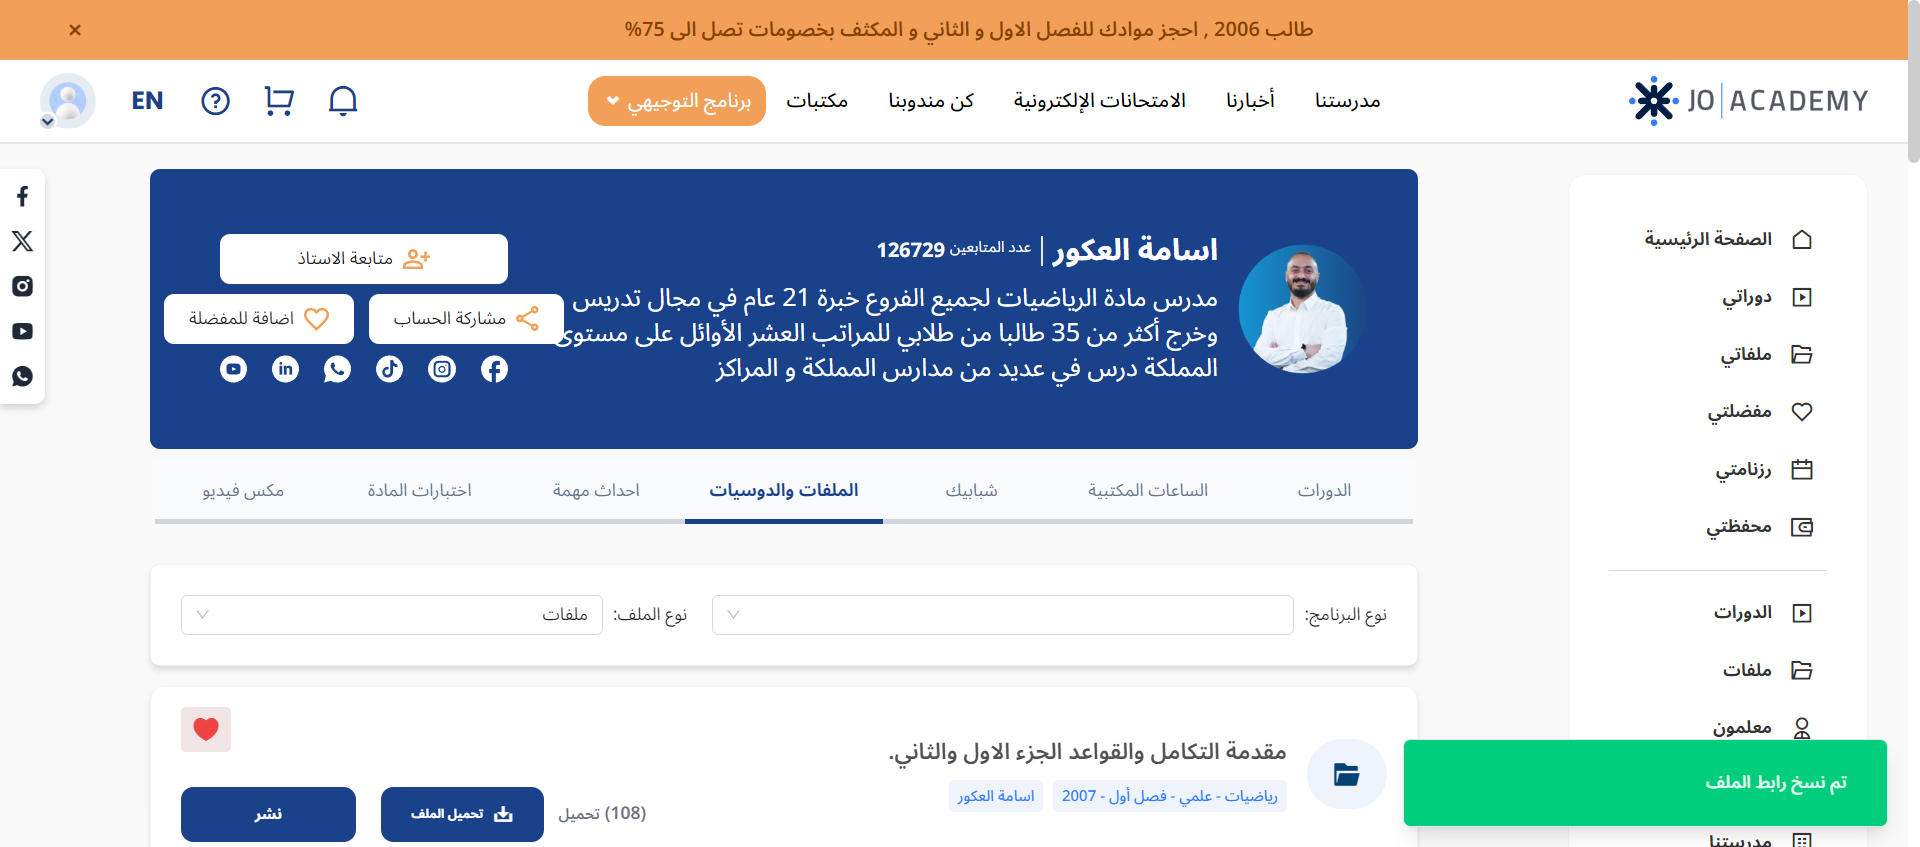 طالب 2006 , احجز موادك للفصل الاول و الثاني و المكثف بخصومات تصل الى 75%
×
JO ACADEMY
مدرستنا
أخبارنا
الامتحانات الإلكترونية
كن مندوبنا
مكتبات
برنامج التوجيهي
EN
الصفحة الرئيسية
دوراتي
ملفاتي
مفضلتي
رزنامتي
محفظتي
الدورات
ملفات
معلمون
مدرستنا
اسامة العكور
عدد المتابعين 126729
مدرس مادة الرياضيات لجميع الفروع خبرة 21 عام في مجال تدريس
وخرج أكثر من 35 طالبا من طلابي للمراتب العشر الأوائل على مستوى
المملكة درس في عديد من مدارس المملكة و المراكز
متابعة الاستاذ
مشاركة الحساب
اضافة للمفضلة
الدورات
الساعات المكتبية
شبابيك
الملفات والدوسيات
احداث مهمة
اختبارات المادة
مكس فيديو
نوع البرنامج:
نوع الملف:
ملفات
مقدمة التكامل والقواعد الجزء الاول والثاني.
رياضيات - علمي - فصل أول - 2007
اسامة العكور
(108) تحميل
تحميل الملف
نشر
تم نسخ رابط الملف